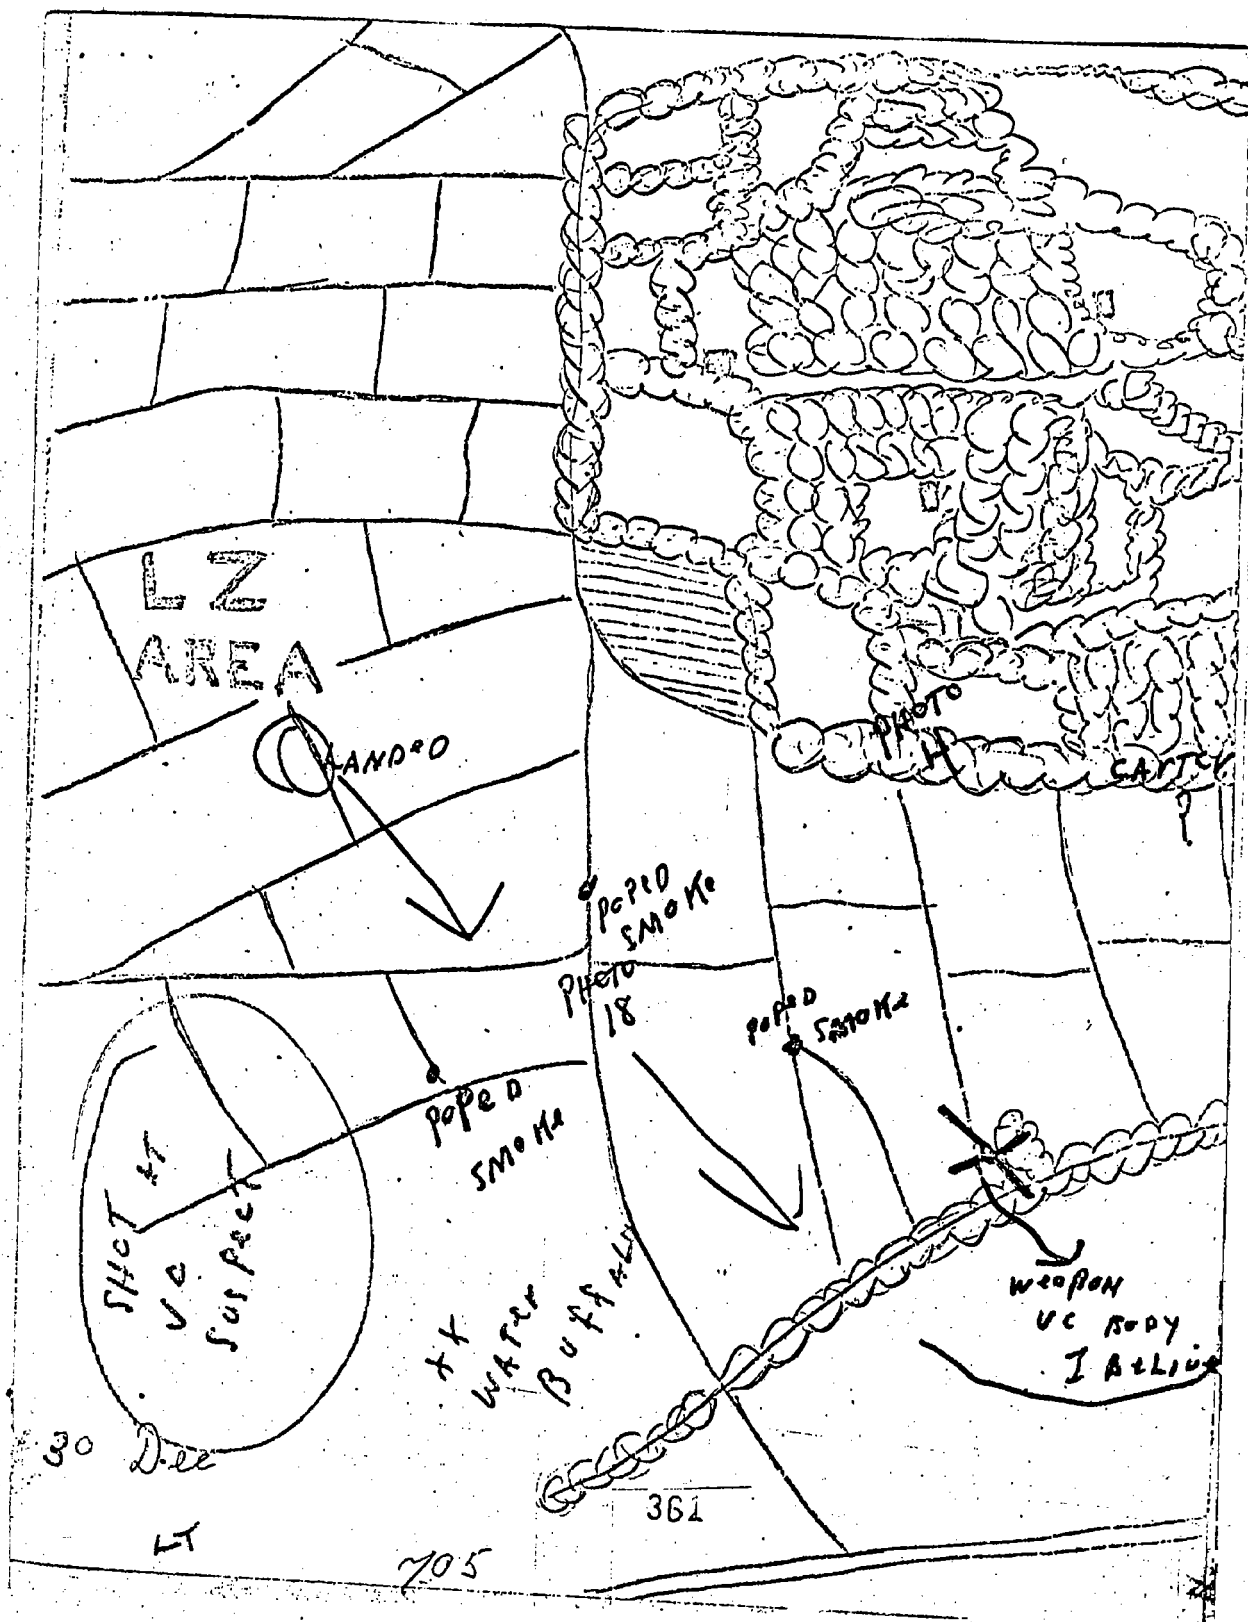 LZ
AREA
LANDeD
PHOTO
H
CARTER
?
POPeD
SMOKe
PHOTO
18
POPeD
SMOKe
POPeD
SMOKe
SHOT AT
VC
SUSPecT
XX
WATeR
BUFFALO
WeAPON
VC BODY
I BeLIVe
30 Dec
361
LT
705